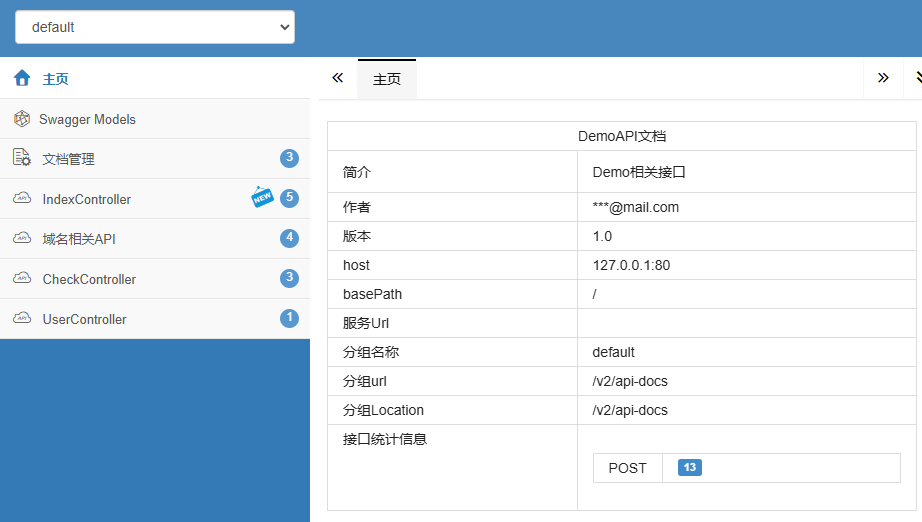 default
主页
Swagger Models
文档管理 3
IndexController NEW 5
域名相关API 4
CheckController 3
UserController 1
主页
DemoAPI文档
简介 Demo相关接口
作者 ***@mail.com
版本 1.0
host 127.0.0.1:80
basePath /
服务Url
分组名称 default
分组url /v2/api-docs
分组Location /v2/api-docs
接口统计信息
POST 13